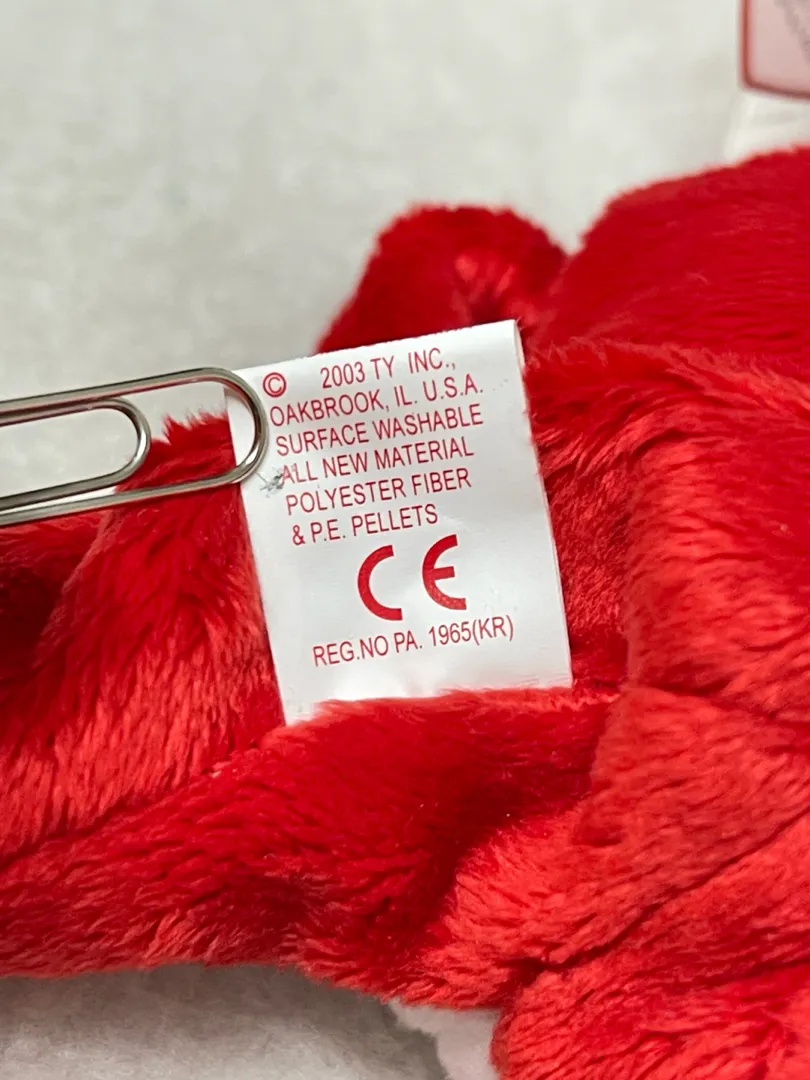 © 2003 TY INC.,
OAKBROOK, IL. U.S.A.
SURFACE WASHABLE
ALL NEW MATERIAL
POLYESTER FIBER
& P.E. PELLETS
CE
REG.NO PA. 1965(KR)